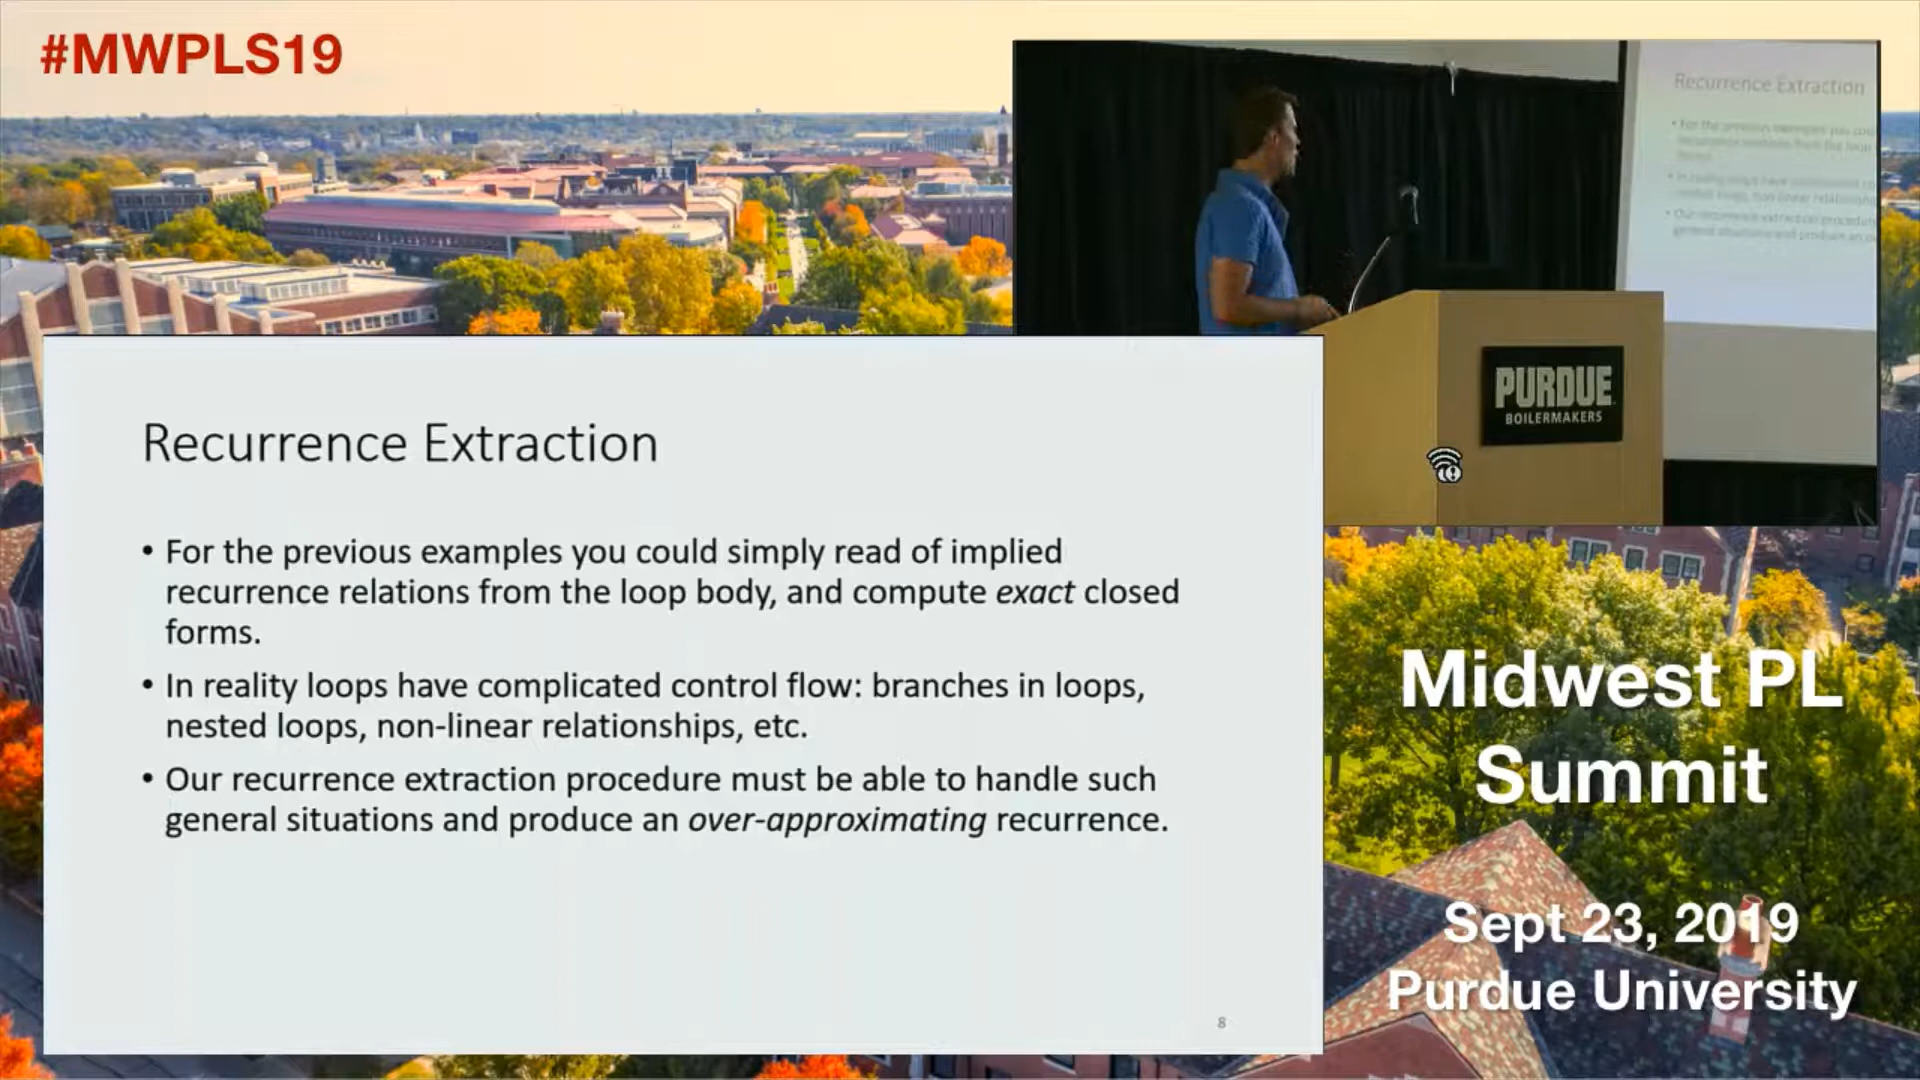 #MWPLS19
Recurrence Extraction
PURDUE
BOILERMAKERS
Recurrence Extraction
• For the previous examples you could simply read of implied
recurrence relations from the loop body, and compute exact closed
forms.
• In reality loops have complicated control flow: branches in loops,
nested loops, non-linear relationships, etc.
• Our recurrence extraction procedure must be able to handle such
general situations and produce an over-approximating recurrence.
8
Midwest PL
Summit
Sept 23, 2019
Purdue University